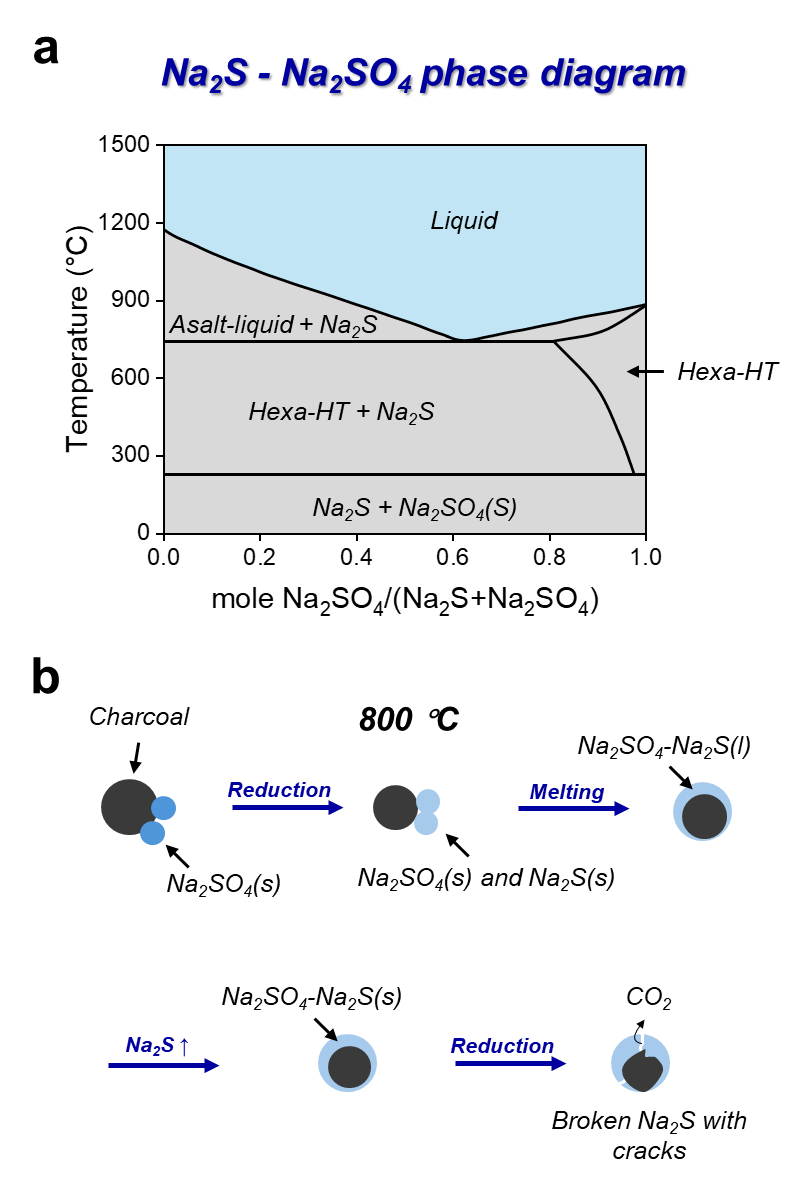 a
Na₂S - Na₂SO₄ phase diagram
1500
1200
900
600
300
0
Temperature (°C)
Liquid
Asalt-liquid + Na₂S
Hexa-HT
Hexa-HT + Na₂S
Na₂S + Na₂SO₄(S)
0.0 0.2 0.4 0.6 0.8 1.0
mole Na₂SO₄/(Na₂S+Na₂SO₄)
b
Charcoal
800 °C
Na₂SO₄-Na₂S(l)
Reduction
Melting
Na₂SO₄(s)
Na₂SO₄(s) and Na₂S(s)
Na₂SO₄-Na₂S(s)
CO₂
Na₂S ↑
Reduction
Broken Na₂S with
cracks